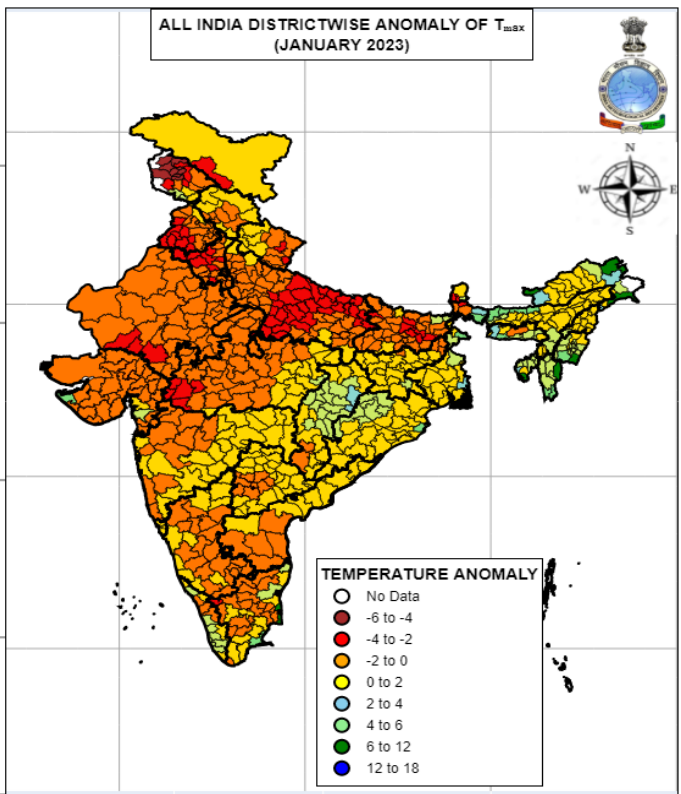 ALL INDIA DISTRICTWISE ANOMALY OF Tmax
(JANUARY 2023)
N
W E
S
TEMPERATURE ANOMALY
No Data
-6 to -4
-4 to -2
-2 to 0
0 to 2
2 to 4
4 to 6
6 to 12
12 to 18